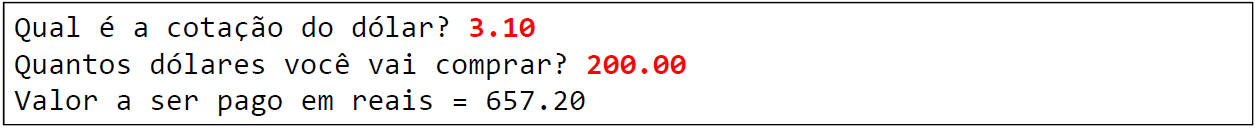 Qual é a cotação do dólar? 3.10
Quantos dólares você vai comprar? 200.00
Valor a ser pago em reais = 657.20